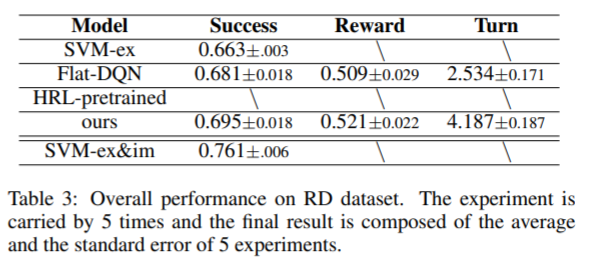 Model Success Reward Turn
SVM-ex 0.663±.003 \ \
Flat-DQN 0.681±0.018 0.509±0.029 2.534±0.171
HRL-pretrained \ \ \
ours 0.695±0.018 0.521±0.022 4.187±0.187
SVM-ex&im 0.761±.006 \ \
Table 3: Overall performance on RD dataset. The experiment is
carried by 5 times and the final result is composed of the average
and the standard error of 5 experiments.